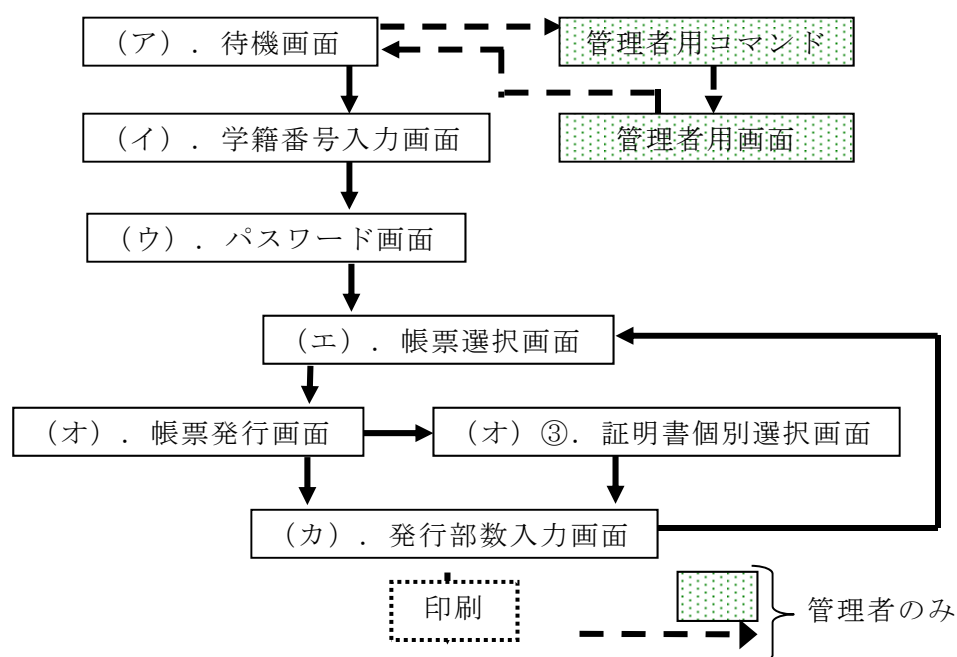 （ア）．待機画面
管理者用コマンド
（イ）．学籍番号入力画面
管理者用画面
（ウ）．パスワード画面
（エ）．帳票選択画面
（オ）．帳票発行画面
（オ）③．証明書個別選択画面
（カ）．発行部数入力画面
印刷
管理者のみ